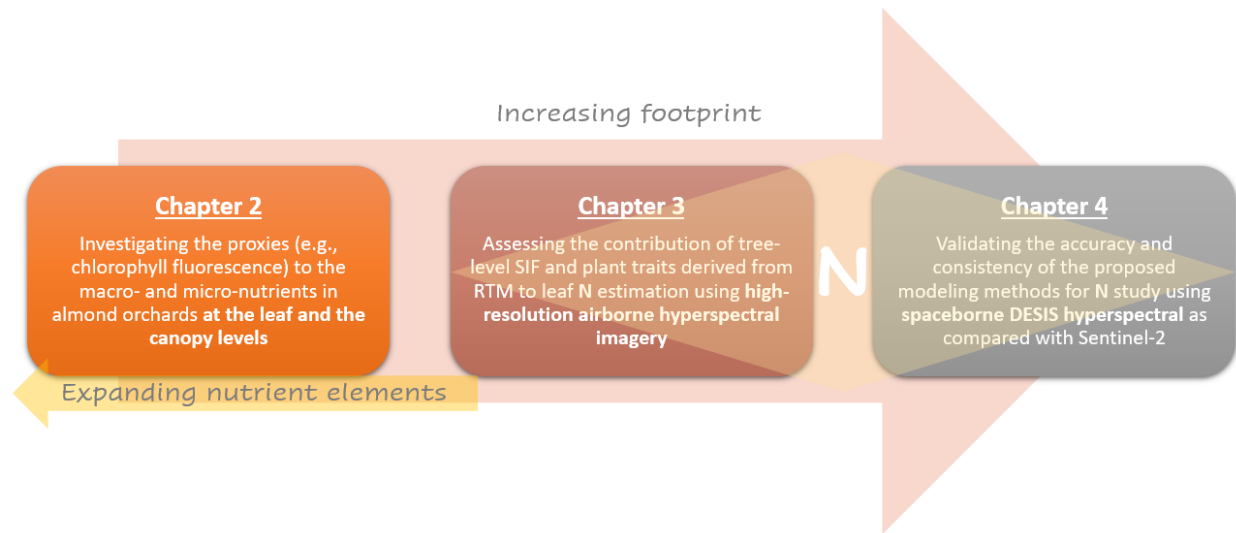 Increasing footprint
Chapter 2
Investigating the proxies (e.g.,
chlorophyll fluorescence) to the
macro- and micro-nutrients in
almond orchards at the leaf and the
canopy levels
Chapter 3
Assessing the contribution of tree-
level SIF and plant traits derived from
RTM to leaf N estimation using high-
resolution airborne hyperspectral
imagery
N
Chapter 4
Validating the accuracy and
consistency of the proposed
modeling methods for N study using
spaceborne DESIS hyperspectral as
compared with Sentinel-2
Expanding nutrient elements